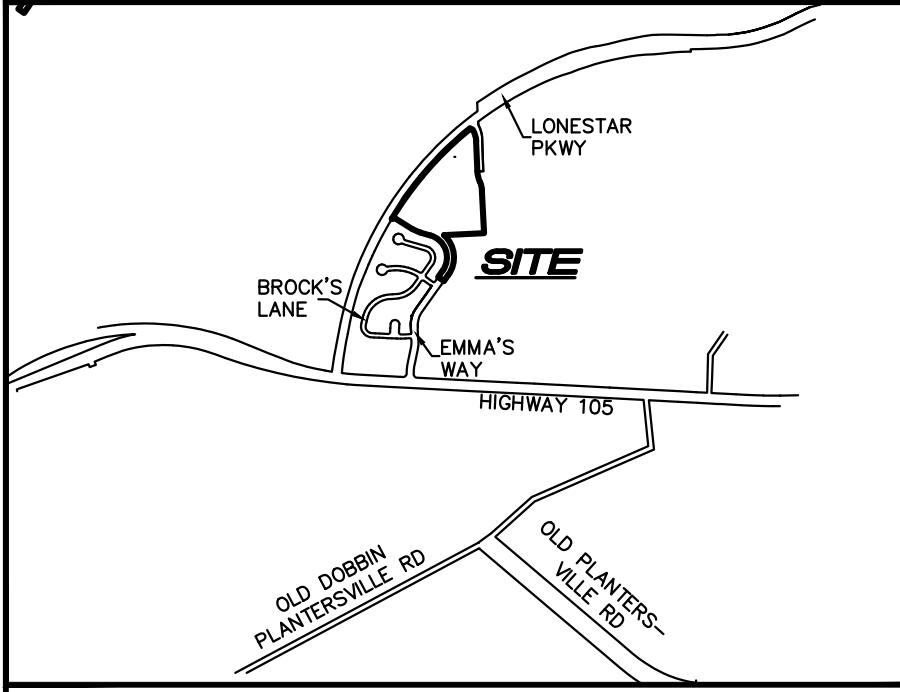 LONESTAR
PKWY
SITE
BROCK'S
LANE
EMMA'S
WAY
HIGHWAY 105
OLD DOBBIN
PLANTERSVILLE RD
OLD PLANTERS-
VILLE RD